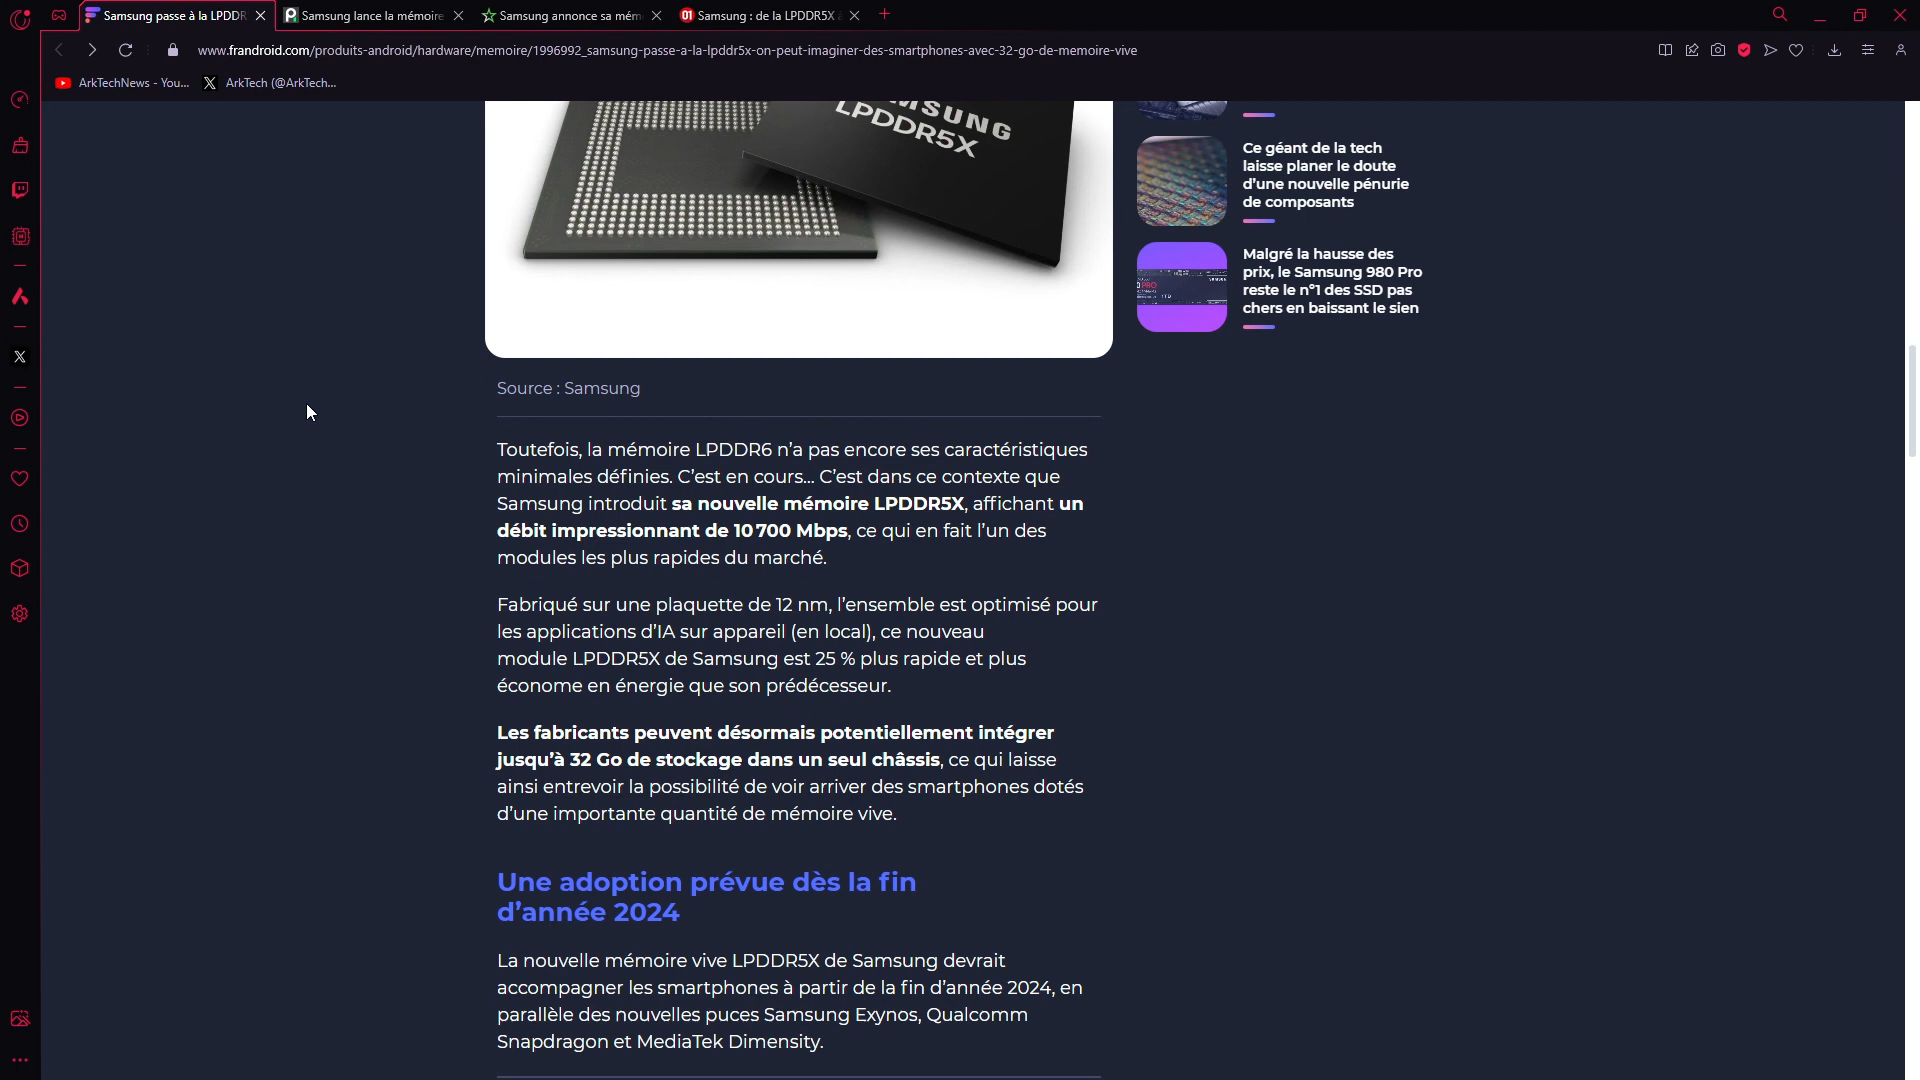 Samsung passe à la LPDDR
Samsung lance la mémoire
Samsung annonce sa mém
Samsung : de la LPDDR5X à
www.frandroid.com/produits-android/hardware/memoire/1996992_samsung-passe-a-la-lpddr5x-on-peut-imaginer-des-smartphones-avec-32-go-de-memoire-vive
ArkTechNews - You...
ArkTech (@ArkTech...
SAMSUNG
LPDDR5X
Ce géant de la tech
laisse planer le doute
d'une nouvelle pénurie
de composants
Malgré la hausse des
prix, le Samsung 980 Pro
reste le n°1 des SSD pas
chers en baissant le sien
Source : Samsung
Toutefois, la mémoire LPDDR6 n'a pas encore ses caractéristiques
minimales définies. C'est en cours… C'est dans ce contexte que
Samsung introduit sa nouvelle mémoire LPDDR5X, affichant un
débit impressionnant de 10 700 Mbps, ce qui en fait l'un des
modules les plus rapides du marché.
Fabriqué sur une plaquette de 12 nm, l'ensemble est optimisé pour
les applications d'IA sur appareil (en local), ce nouveau
module LPDDR5X de Samsung est 25 % plus rapide et plus
économe en énergie que son prédécesseur.
Les fabricants peuvent désormais potentiellement intégrer
jusqu'à 32 Go de stockage dans un seul châssis, ce qui laisse
ainsi entrevoir la possibilité de voir arriver des smartphones dotés
d'une importante quantité de mémoire vive.
Une adoption prévue dès la fin
d'année 2024
La nouvelle mémoire vive LPDDR5X de Samsung devrait
accompagner les smartphones à partir de la fin d'année 2024, en
parallèle des nouvelles puces Samsung Exynos, Qualcomm
Snapdragon et MediaTek Dimensity.